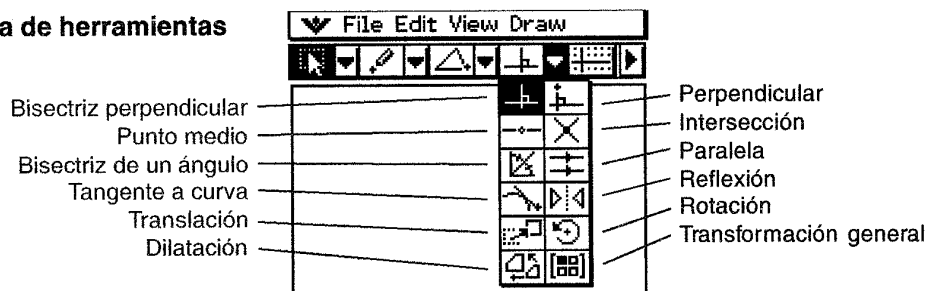 a de herramientas
File Edit View Draw
Bisectriz perpendicular
Punto medio
Bisectriz de un ángulo
Tangente a curva
Translación
Dilatación
Perpendicular
Intersección
Paralela
Reflexión
Rotación
Transformación general